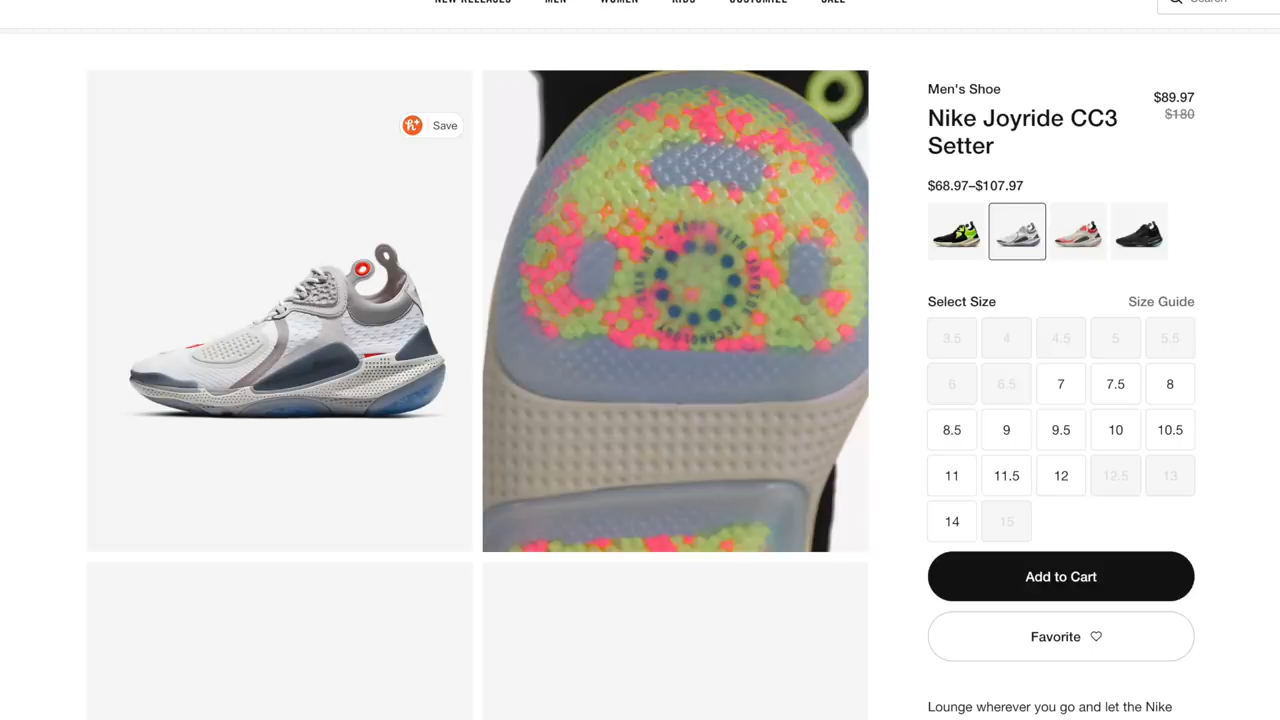 NEW RELEASES MEN WOMEN KIDS CUSTOMIZE SALE
Search
Save
Men's Shoe
$89.97
$180
Nike Joyride CC3
Setter
$68.97–$107.97
Select Size
Size Guide
3.5 4 4.5 5 5.5
6 6.5 7 7.5 8
8.5 9 9.5 10 10.5
11 11.5 12 12.5 13
14 15
Add to Cart
Favorite
Lounge wherever you go and let the Nike